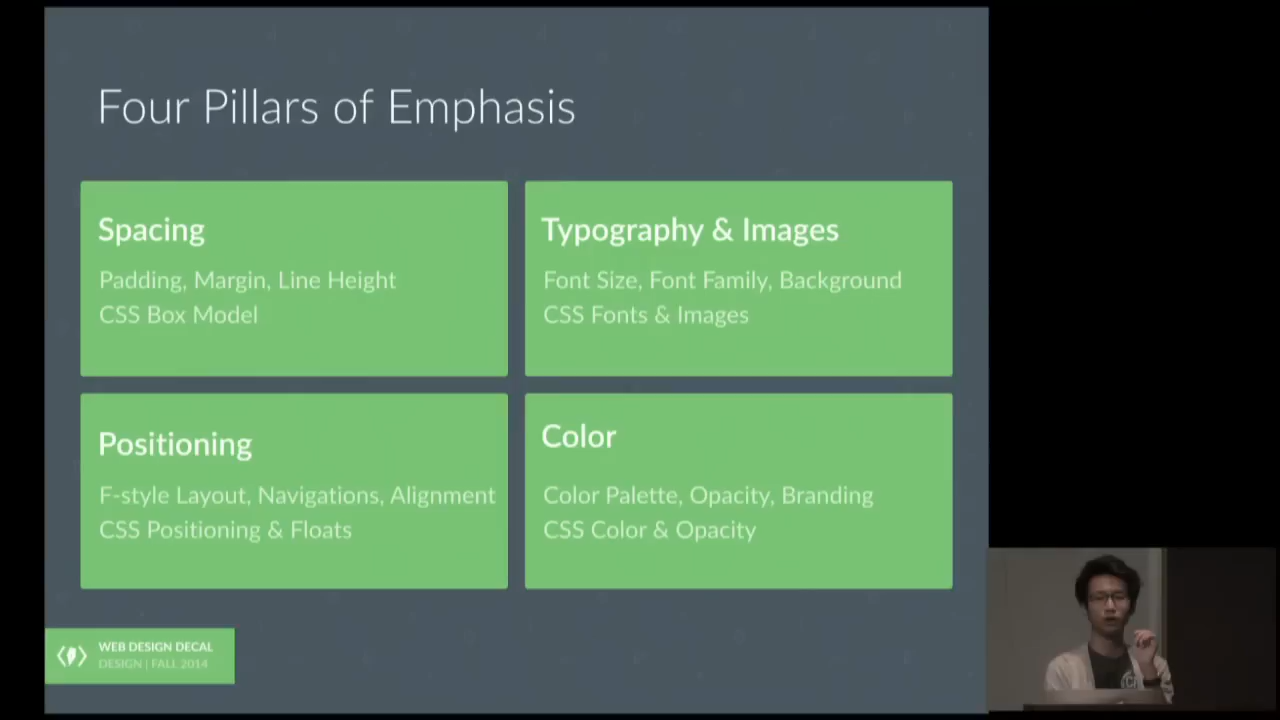 Four Pillars of Emphasis
Spacing
Padding, Margin, Line Height
CSS Box Model
Typography & Images
Font Size, Font Family, Background
CSS Fonts & Images
Positioning
F-style Layout, Navigations, Alignment
CSS Positioning & Floats
Color
Color Palette, Opacity, Branding
CSS Color & Opacity
WEB DESIGN DECAL
DESIGN | FALL 2014